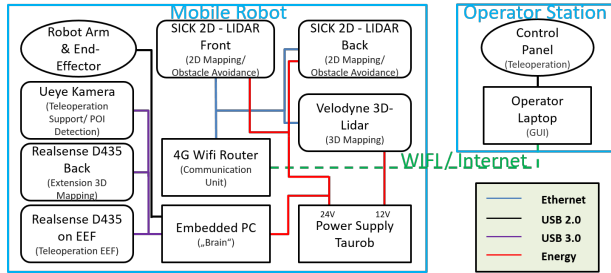 Mobile Robot
Operator Station
Robot Arm
& End-
Effector
SICK 2D - LIDAR
Front
(2D Mapping/
Obstacle Avoidance)
SICK 2D - LIDAR
Back
(2D Mapping/
Obstacle Avoidance)
Control
Panel
(Teleoperation)
Ueye Kamera
(Teleoperation
Support/ POI
Detection)
Velodyne 3D-
Lidar
(3D Mapping)
Operator
Laptop
(GUI)
Realsense D435
Back
(Extension 3D
Mapping)
4G Wifi Router
(Communication
Unit)
WIFI/ Internet
Realsense D435
on EEF
(Teleoperation EEF)
Embedded PC
(„Brain“)
24V
12V
Power Supply
Taurob
Ethernet
USB 2.0
USB 3.0
Energy